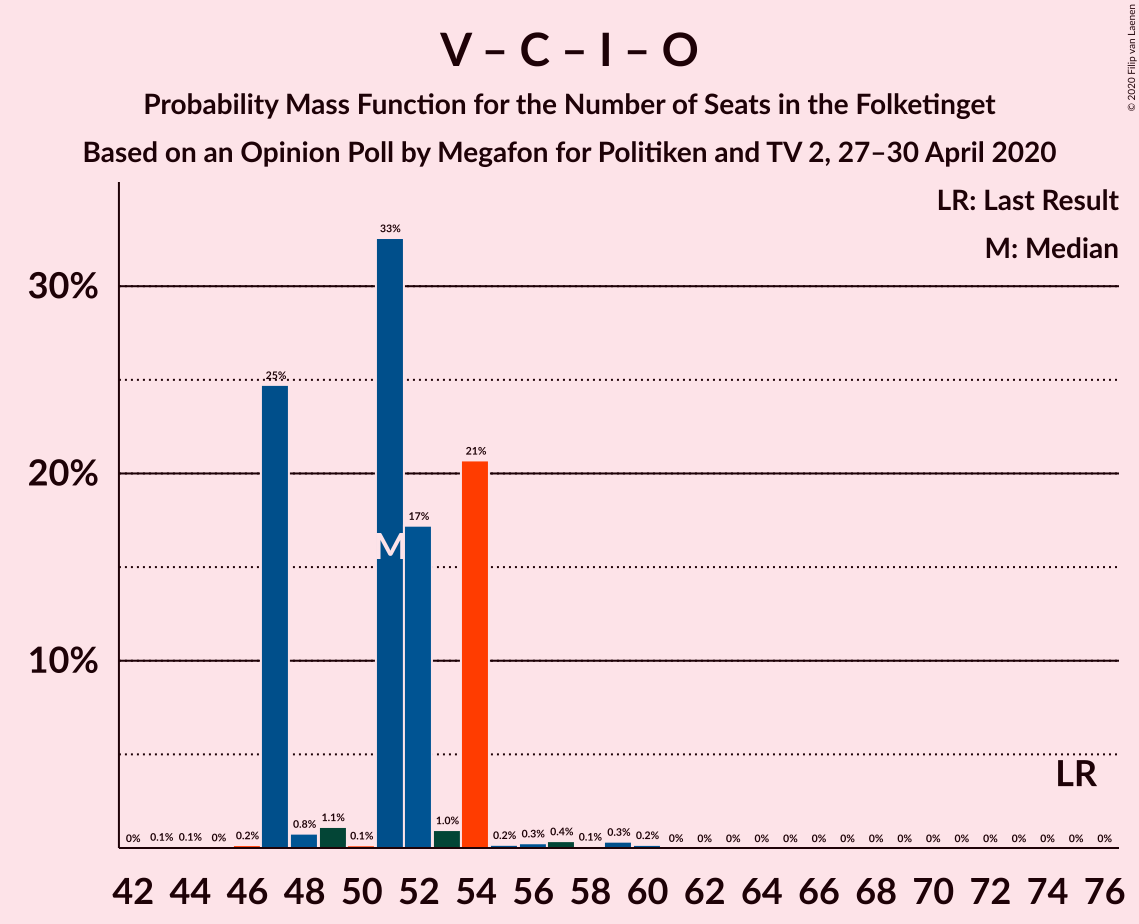 © 2020 Filip van Laenen
V – C – I – O
Probability Mass Function for the Number of Seats in the Folketinget
Based on an Opinion Poll by Megafon for Politiken and TV 2, 27–30 April 2020
LR: Last Result
M: Median
33%
30%
25%
21%
20%
17%
M
10%
LR
0% 0.1% 0.1% 0% 0.2% 0.8% 1.1% 0.1% 1.0% 0.2% 0.3% 0.4% 0.1% 0.3% 0.2% 0% 0% 0% 0% 0% 0% 0% 0% 0% 0% 0% 0% 0% 0% 0% 0%
42 44 46 48 50 52 54 56 58 60 62 64 66 68 70 72 74 76